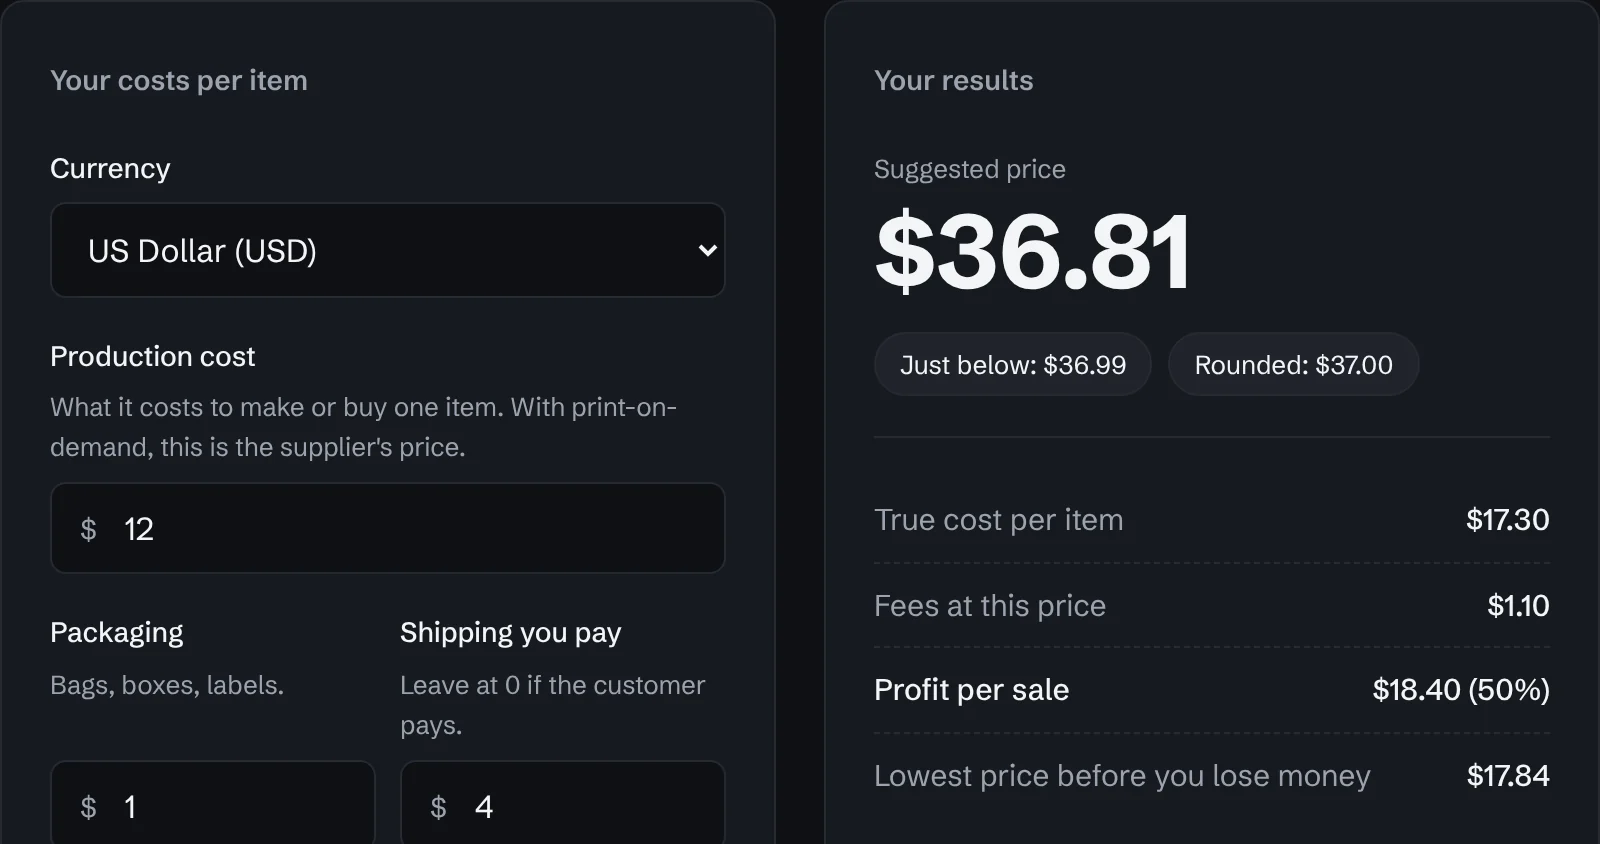 Your costs per item
Currency
US Dollar (USD)
Production cost
What it costs to make or buy one item. With print-on-
demand, this is the supplier's price.
$ 12
Packaging
Bags, boxes, labels.
$ 1
Shipping you pay
Leave at 0 if the customer
pays.
$ 4
Your results
Suggested price
$36.81
Just below: $36.99
Rounded: $37.00
True cost per item $17.30
Fees at this price $1.10
Profit per sale $18.40 (50%)
Lowest price before you lose money $17.84